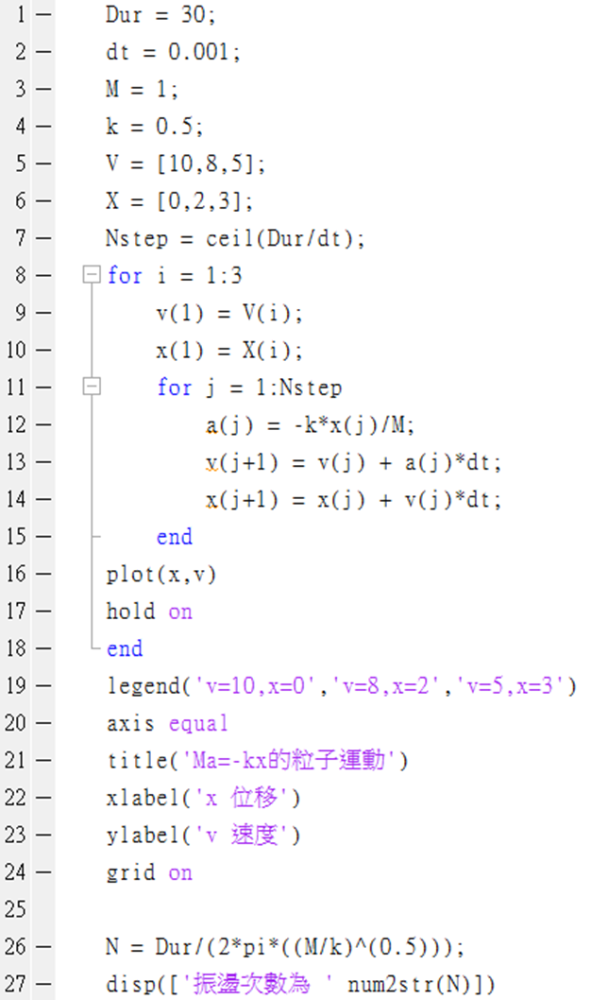 1 — Dur = 30;
2 — dt = 0.001;
3 — M = 1;
4 — k = 0.5;
5 — V = [10,8,5];
6 — X = [0,2,3];
7 — Nstep = ceil(Dur/dt);
8 — for i = 1:3
9 — v(1) = V(i);
10 — x(1) = X(i);
11 — for j = 1:Nstep
12 — a(j) = -k*x(j)/M;
13 — v(j+1) = v(j) + a(j)*dt;
14 — x(j+1) = x(j) + v(j)*dt;
15 — end
16 — plot(x,v)
17 — hold on
18 — end
19 — legend('v=10,x=0','v=8,x=2','v=5,x=3')
20 — axis equal
21 — title('Ma=-kx的粒子運動')
22 — xlabel('x 位移')
23 — ylabel('v 速度')
24 — grid on
25
26 — N = Dur/(2*pi*((M/k)^(0.5)));
27 — disp(['振盪次數為 ' num2str(N)])